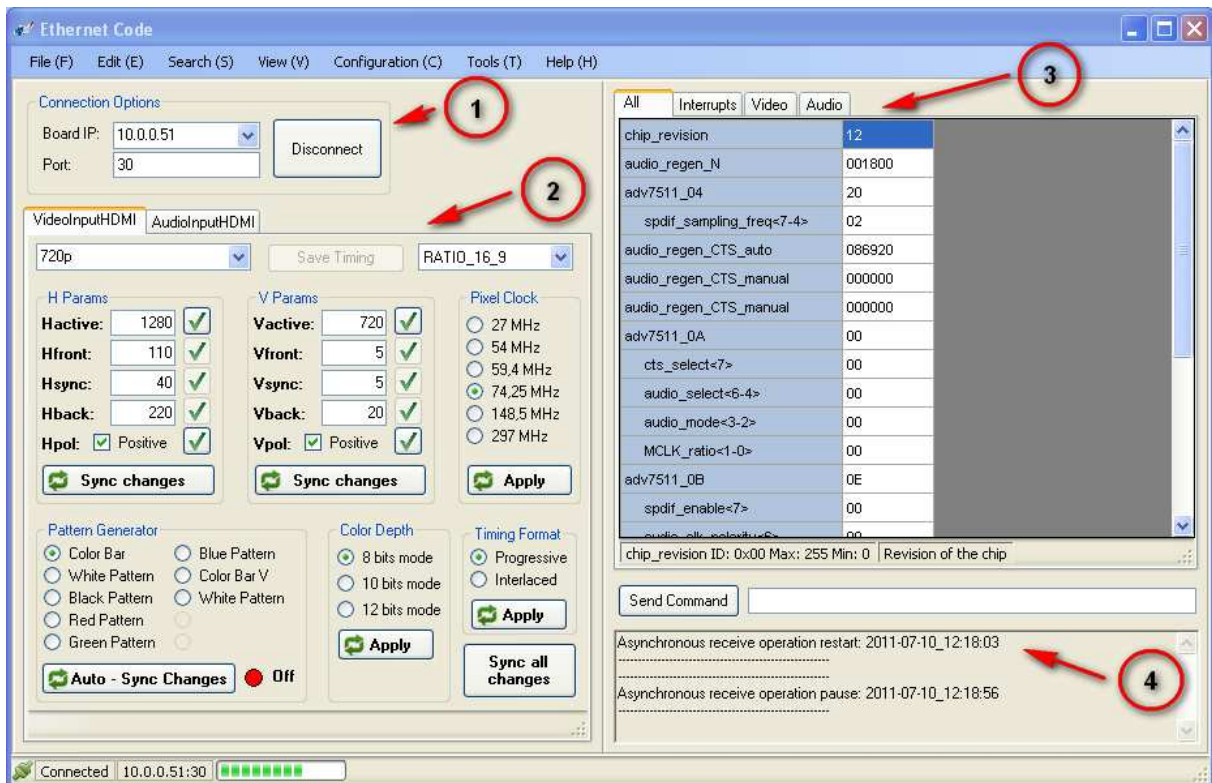 Ethernet Code
File (F) Edit (E) Search (S) View (V) Configuration (C) Tools (T) Help (H)
Connection Options
Board IP: 10.0.0.51
Port: 30
Disconnect
1
2
VideoInputHDMI AudioInputHDMI
720p Save Timing RATIO_16_9
H Params
Hactive: 1280
Hfront: 110
Hsync: 40
Hback: 220
Hpol: Positive
Sync changes
V Params
Vactive: 720
Vfront: 5
Vsync: 5
Vback: 20
Vpol: Positive
Sync changes
Pixel Clock
27 MHz
54 MHz
59,4 MHz
74,25 MHz
148,5 MHz
297 MHz
Apply
Pattern Generator
Color Bar Blue Pattern
White Pattern Color Bar V
Black Pattern White Pattern
Red Pattern
Green Pattern
Auto - Sync Changes Off
Color Depth
8 bits mode
10 bits mode
12 bits mode
Apply
Timing Format
Progressive
Interlaced
Apply
Sync all
changes
3
All Interrupts Video Audio
chip_revision 12
audio_regen_N 001800
adv7511_04 20
spdif_sampling_freq<7-4> 02
audio_regen_CTS_auto 086920
audio_regen_CTS_manual 000000
audio_regen_CTS_manual 000000
adv7511_0A 00
cts_select<7> 00
audio_select<6-4> 00
audio_mode<3-2> 00
MCLK_ratio<1-0> 00
adv7511_0B 0E
spdif_enable<7> 00
audio_clk_polarity<6> 00
chip_revision ID: 0x00 Max: 255 Min: 0 Revision of the chip
Send Command
Asynchronous receive operation restart: 2011-07-10_12:18:03
------------------------------------------------
------------------------------------------------
Asynchronous receive operation pause: 2011-07-10_12:18:56
------------------------------------------------
4
Connected 10.0.0.51:30